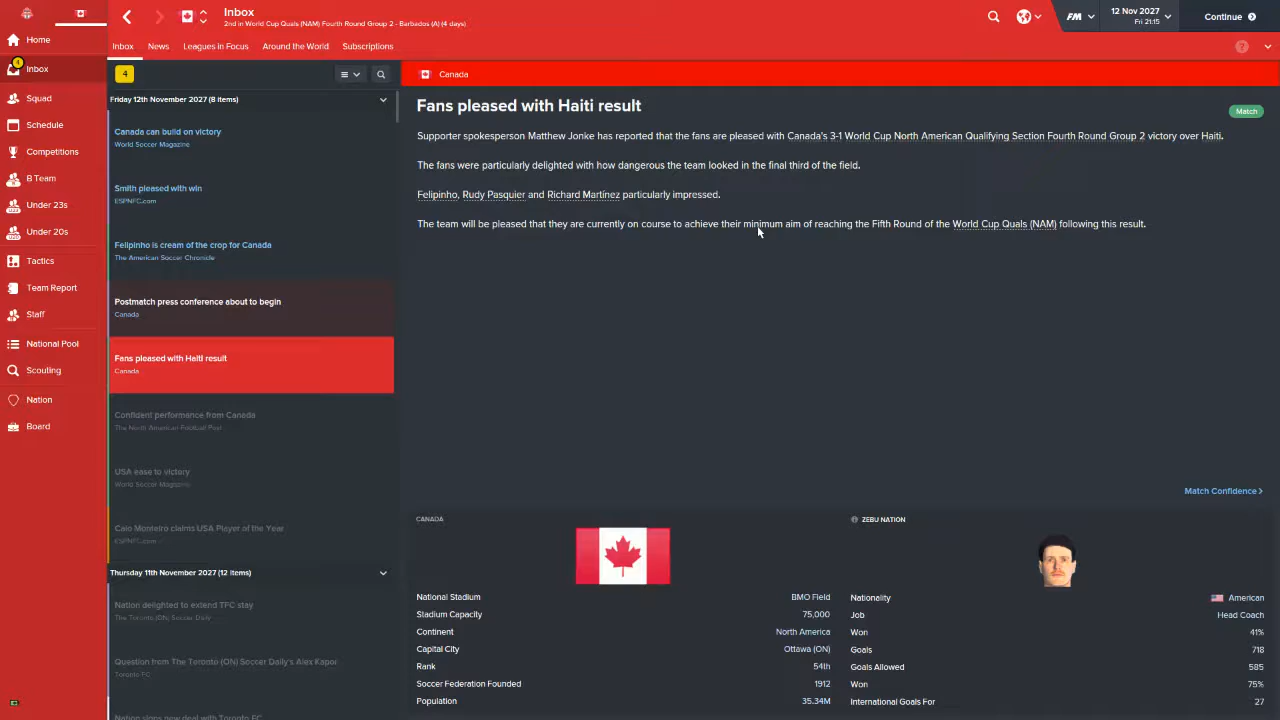 Inbox
2nd in World Cup Quals (NAM) Fourth Round Group 2 - Barbados (A) (4 days)
FM
12 Nov 2027
Fri 21:15
Continue
Home
Inbox
Squad
Schedule
Competitions
B Team
Under 23s
Under 20s
Tactics
Team Report
Staff
National Pool
Scouting
Nation
Board
Inbox News Leagues in Focus Around the World Subscriptions
4
Friday 12th November 2027 (8 items)
Canada can build on victory
World Soccer Magazine
Smith pleased with win
ESPNFC.com
Felipinho is cream of the crop for Canada
The American Soccer Chronicle
Postmatch press conference about to begin
Canada
Fans pleased with Haiti result
Canada
Confident performance from Canada
The North American Football Post
USA ease to victory
World Soccer Magazine
Caio Monteiro claims USA Player of the Year
ESPNFC.com
Thursday 11th November 2027 (12 items)
Nation delighted to extend TFC stay
The Toronto (ON) Soccer Daily
Question from The Toronto (ON) Soccer Daily's Alex Kapor
Toronto FC
Nation signs new deal with Toronto FC
Canada
Fans pleased with Haiti result
Match
Supporter spokesperson Matthew Jonke has reported that the fans are pleased with Canada's 3-1 World Cup North American Qualifying Section Fourth Round Group 2 victory over Haiti.
The fans were particularly delighted with how dangerous the team looked in the final third of the field.
Felipinho, Rudy Pasquier and Richard Martínez particularly impressed.
The team will be pleased that they are currently on course to achieve their minimum aim of reaching the Fifth Round of the World Cup Quals (NAM) following this result.
Match Confidence >
CANADA
National Stadium BMO Field
Stadium Capacity 75,000
Continent North America
Capital City Ottawa (ON)
Rank 54th
Soccer Federation Founded 1912
Population 35.34M
ZEBU NATION
Nationality American
Job Head Coach
Won 41%
Goals 718
Goals Allowed 585
Won 75%
International Goals For 27